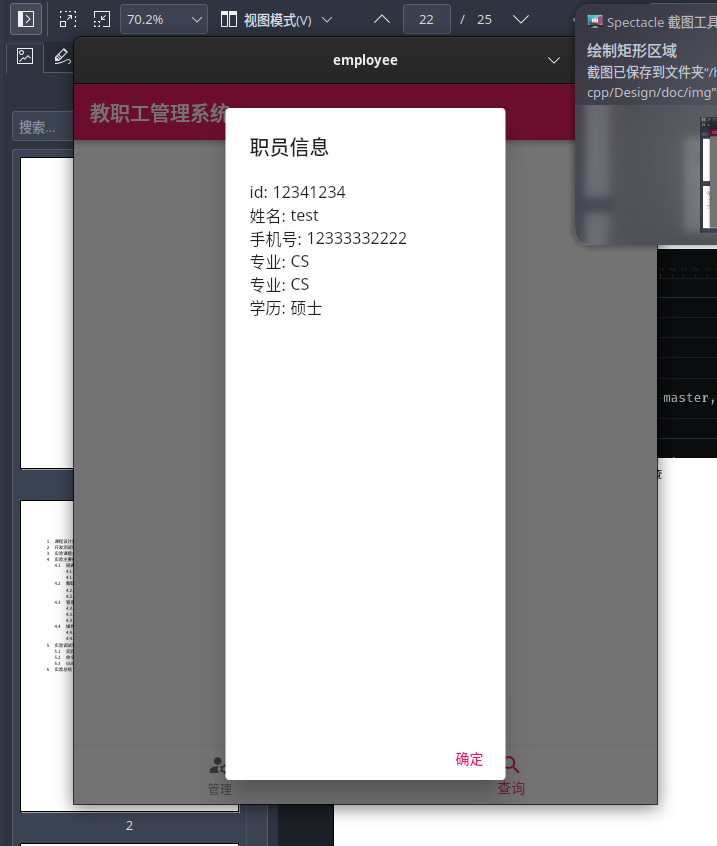 70.2%
视图模式(V)
22 / 25
Spectacle 截图工具
绘制矩形区域
截图已保存到文件夹“/h
cpp/Design/doc/img”
employee
搜索...
教职工管理系统
职员信息
id: 12341234
姓名: test
手机号: 12333332222
专业: CS
专业: CS
学历: 硕士
master,
确定
管理
查询
2